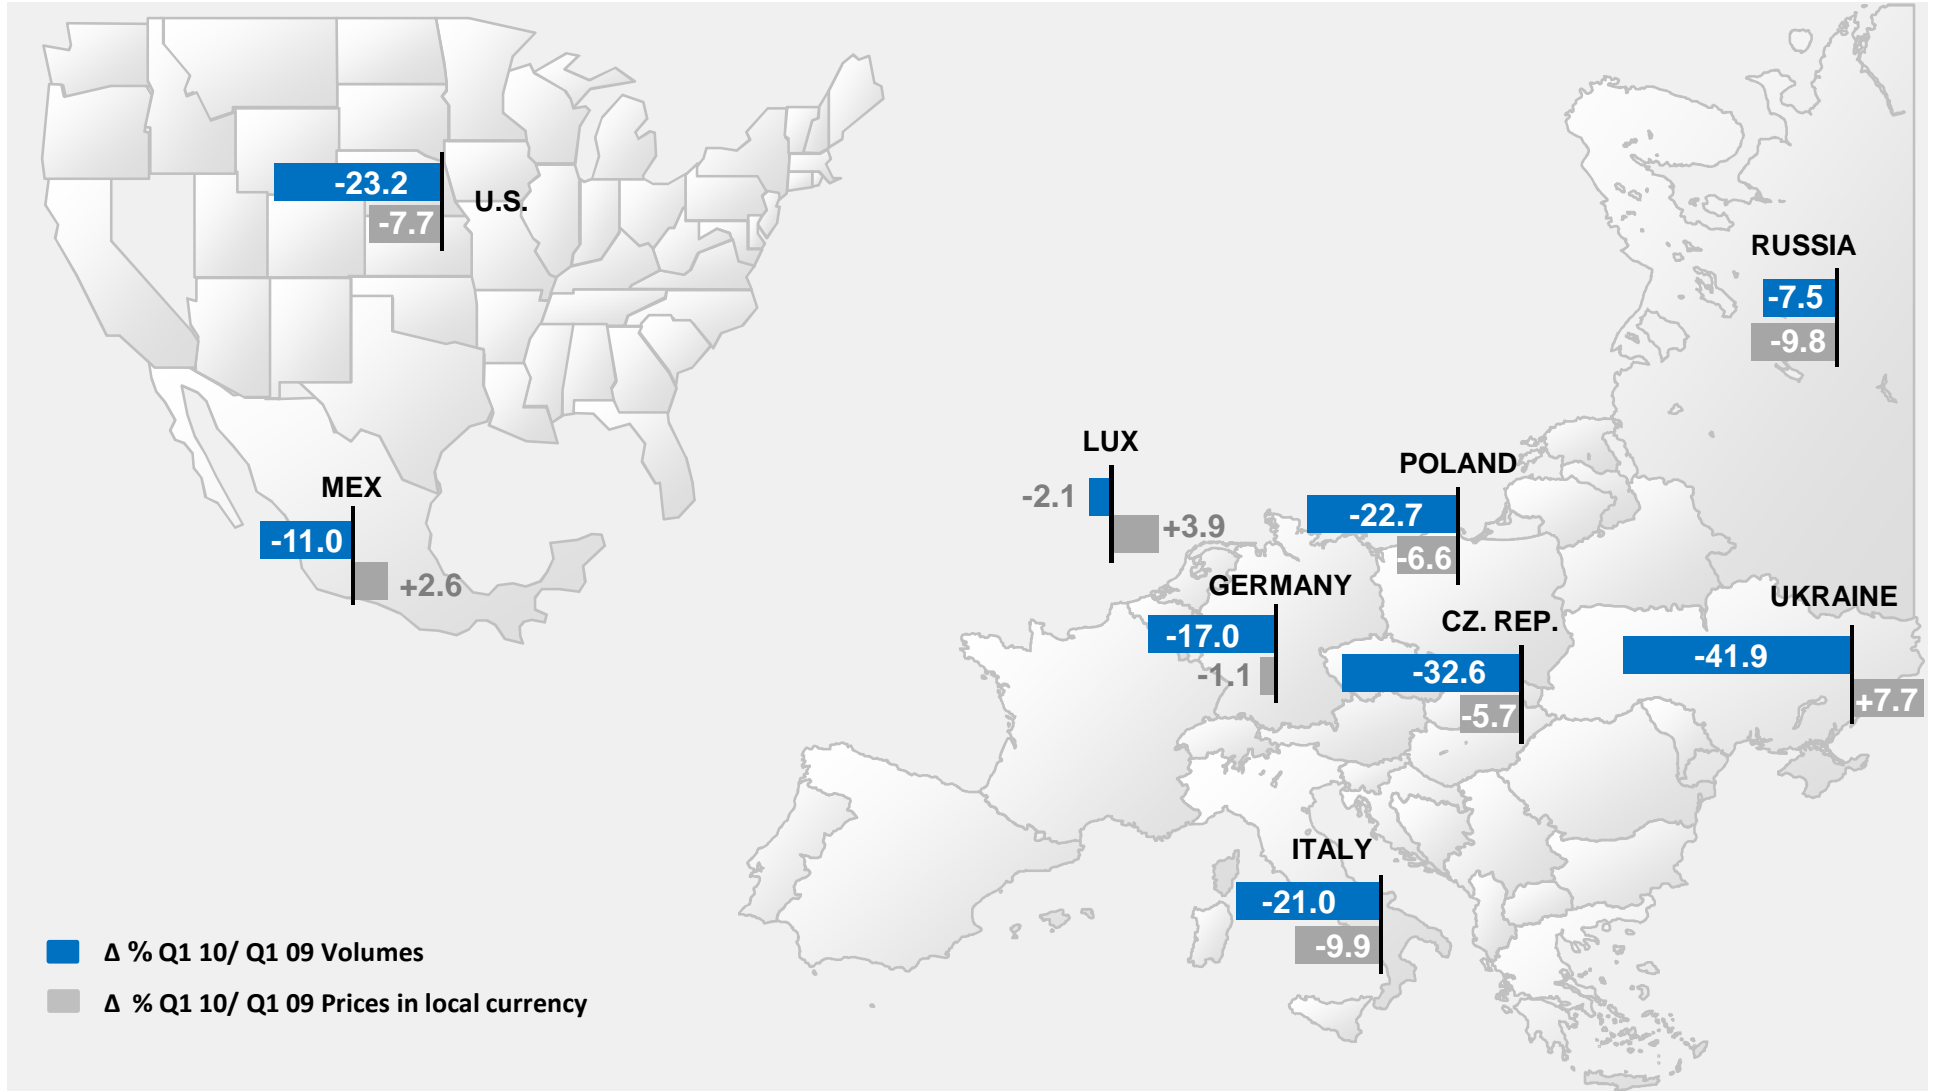 -23.2
U.S.
-7.7
RUSSIA
-7.5
-9.8
LUX
-2.1
+3.9
POLAND
-22.7
-6.6
MEX
-11.0
+2.6
GERMANY
-17.0
-1.1
CZ. REP.
-32.6
-5.7
UKRAINE
-41.9
+7.7
ITALY
-21.0
-9.9
Δ % Q1 10/ Q1 09 Volumes
Δ % Q1 10/ Q1 09 Prices in local currency